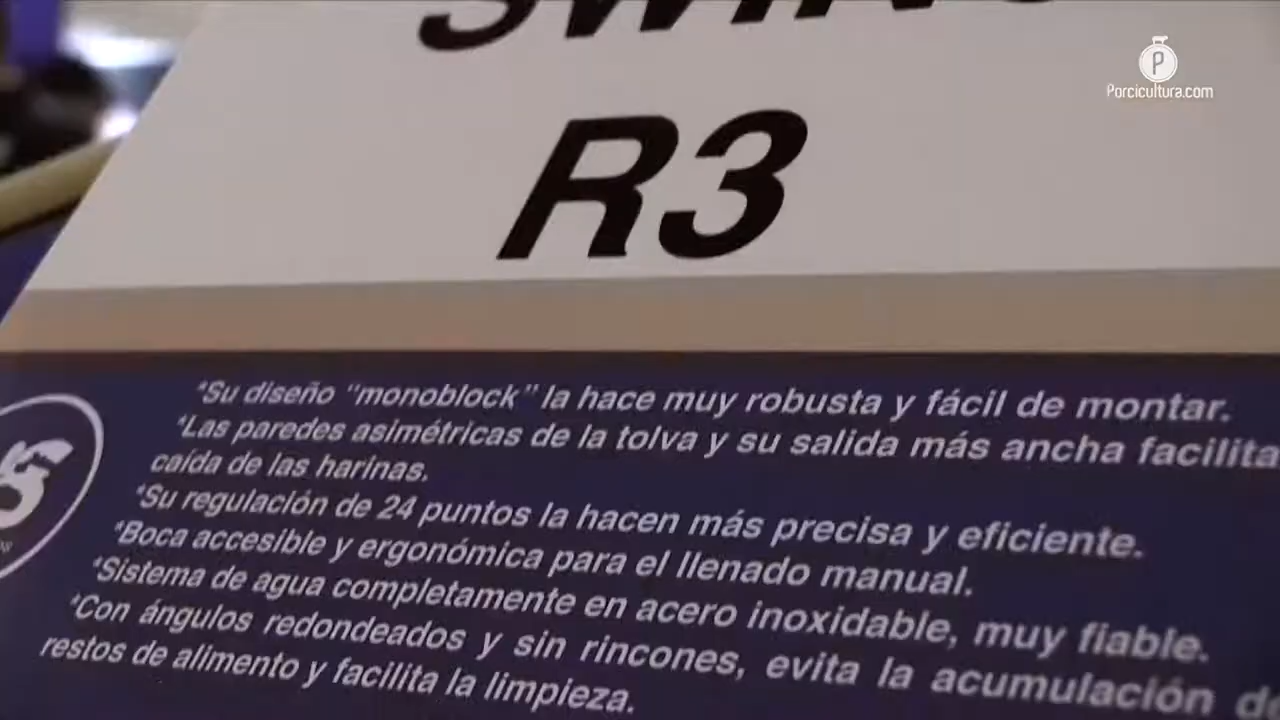 SWING
R3
Porcicultura.com
*Su diseño "monoblock" la hace muy robusta y fácil de montar.
*Las paredes asimétricas de la tolva y su salida más ancha facilita
caída de las harinas.
*Su regulación de 24 puntos la hacen más precisa y eficiente.
*Boca accesible y ergonómica para el llenado manual.
*Sistema de agua completamente en acero inoxidable, muy fiable.
*Con ángulos redondeados y sin rincones, evita la acumulación de
restos de alimento y facilita la limpieza.